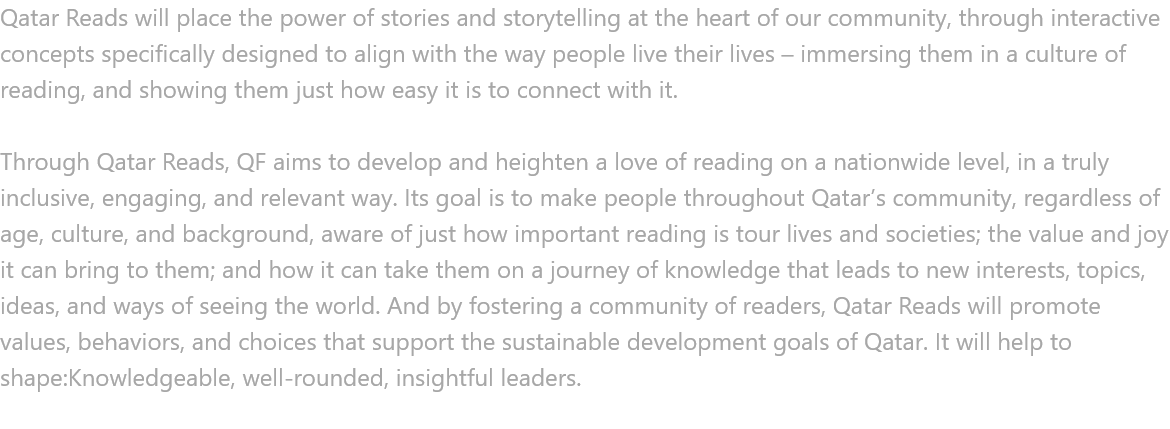 Qatar Reads will place the power of stories and storytelling at the heart of our community, through interactive
concepts specifically designed to align with the way people live their lives – immersing them in a culture of
reading, and showing them just how easy it is to connect with it.
Through Qatar Reads, QF aims to develop and heighten a love of reading on a nationwide level, in a truly
inclusive, engaging, and relevant way. Its goal is to make people throughout Qatar’s community, regardless of
age, culture, and background, aware of just how important reading is tour lives and societies; the value and joy
it can bring to them; and how it can take them on a journey of knowledge that leads to new interests, topics,
ideas, and ways of seeing the world. And by fostering a community of readers, Qatar Reads will promote
values, behaviors, and choices that support the sustainable development goals of Qatar. It will help to
shape:Knowledgeable, well-rounded, insightful leaders.